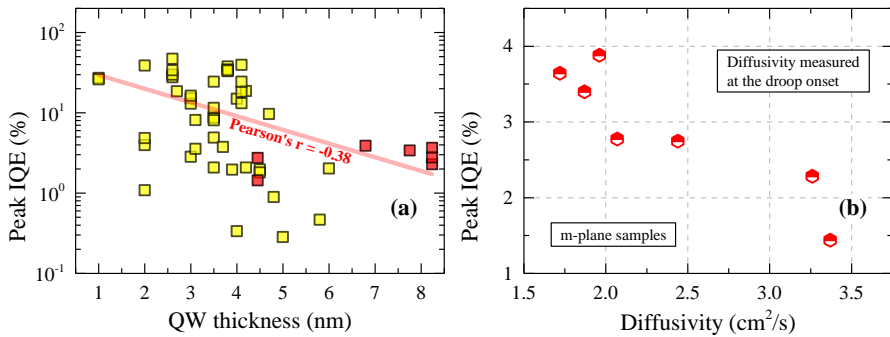 10²
10¹
10⁰
10⁻¹
Peak IQE (%)
1 2 3 4 5 6 7 8
QW thickness (nm)
Pearson's r = -0.38
(a)
4
3
2
1
Peak IQE (%)
1.5 2.0 2.5 3.0 3.5
Diffusivity (cm²/s)
Diffusivity measured
at the droop onset
m-plane samples
(b)